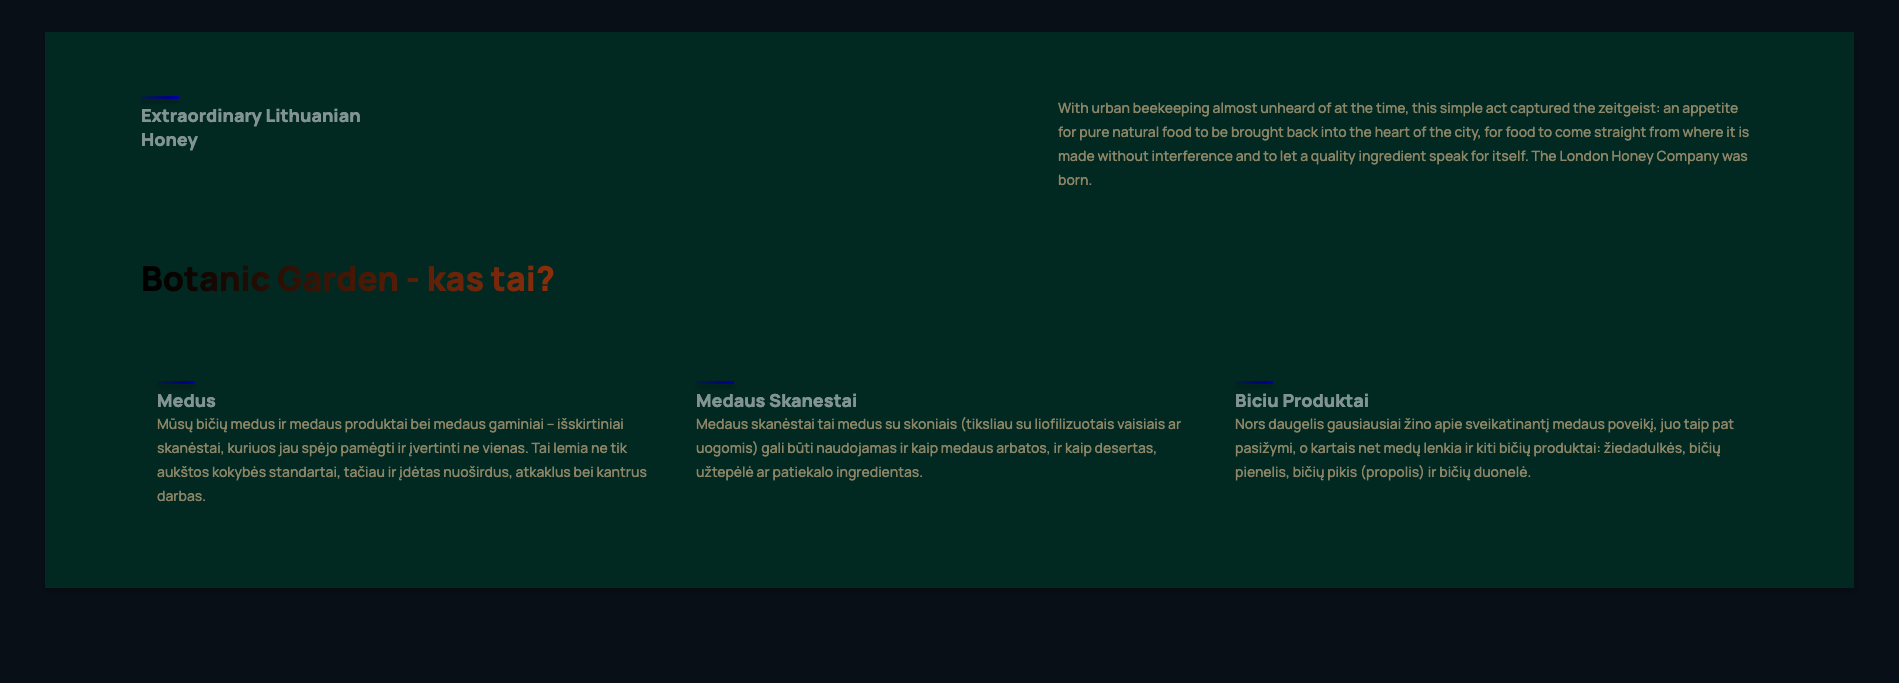 Extraordinary Lithuanian
Honey
With urban beekeeping almost unheard of at the time, this simple act captured the zeitgeist: an appetite
for pure natural food to be brought back into the heart of the city, for food to come straight from where it is
made without interference and to let a quality ingredient speak for itself. The London Honey Company was
born.
Botanic Garden - kas tai?
Medus
Mūsų bičių medus ir medaus produktai bei medaus gaminiai – išskirtiniai
skanėstai, kuriuos jau spėjo pamėgti ir įvertinti ne vienas. Tai lemia ne tik
aukštos kokybės standartai, tačiau ir įdėtas nuoširdus, atkaklus bei kantrus
darbas.
Medaus Skanestai
Medaus skanėstai tai medus su skoniais (tiksliau su liofilizuotais vaisiais ar
uogomis) gali būti naudojamas ir kaip medaus arbatos, ir kaip desertas,
užtepėlė ar patiekalo ingredientas.
Biciu Produktai
Nors daugelis gausiausiai žino apie sveikatinantį medaus poveikį, juo taip pat
pasižymi, o kartais net medų lenkia ir kiti bičių produktai: žiedadulkės, bičių
pienelis, bičių pikis (propolis) ir bičių duonelė.